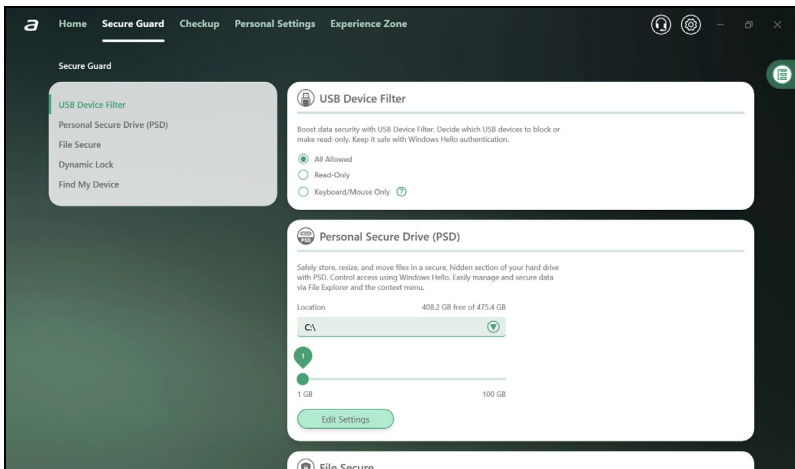 a Home Secure Guard Checkup Personal Settings Experience Zone
Secure Guard
USB Device Filter
Personal Secure Drive (PSD)
File Secure
Dynamic Lock
Find My Device
USB Device Filter
Boost data security with USB Device Filter. Decide which USB devices to block or
make read-only. Keep it safe with Windows Hello authentication.
All Allowed
Read-Only
Keyboard/Mouse Only ?
PSD Personal Secure Drive (PSD)
Safely store, resize, and move files in a secure, hidden section of your hard drive
with PSD. Control access using Windows Hello. Easily manage and secure data
via File Explorer and the context menu.
Location 408.2 GB free of 475.4 GB
C:\
1
1 GB 100 GB
Edit Settings
File Secure